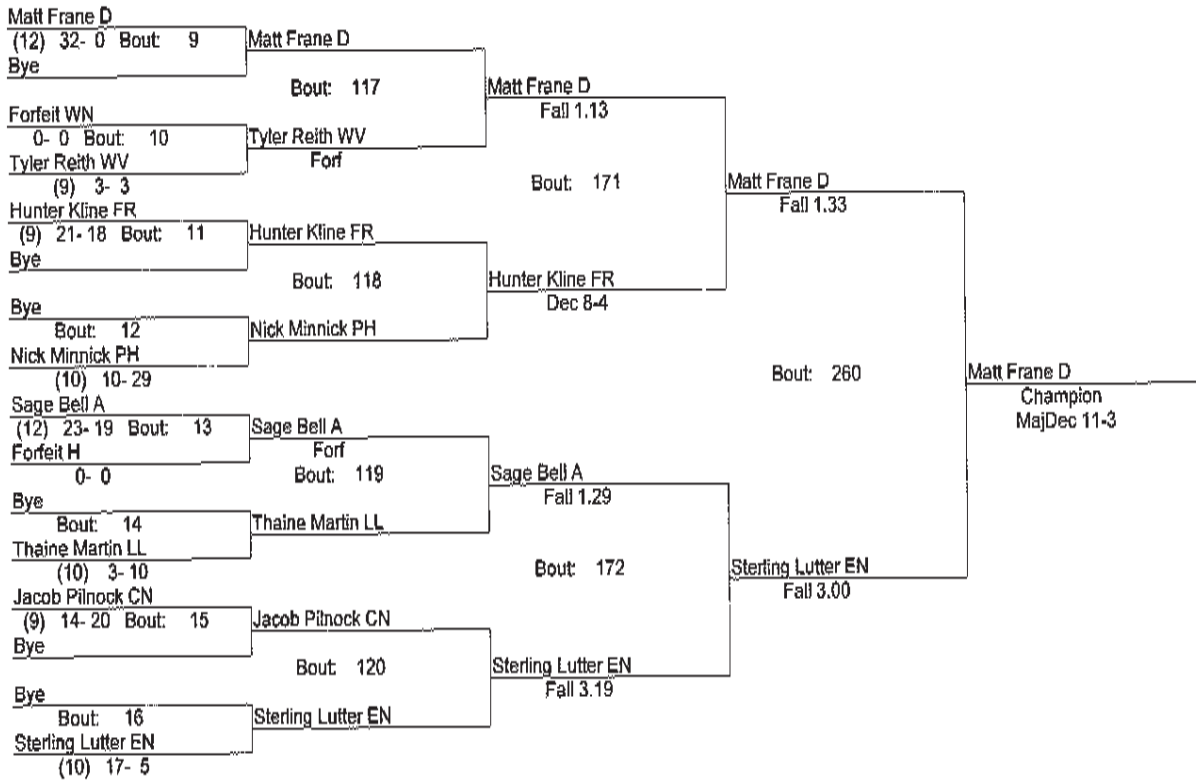 Matt Frane D
(12) 32- 0 Bout: 9
Bye
Forfeit WN
0- 0 Bout: 10
Tyler Reith WV
(9) 3- 3
Hunter Kline FR
(9) 21- 18 Bout: 11
Bye
Bye
Bout: 12
Nick Minnick PH
(10) 10- 29
Sage Bell A
(12) 23- 19 Bout: 13
Forfeit H
0- 0
Bye
Bout: 14
Thaine Martin LL
(10) 3- 10
Jacob Pilnock CN
(9) 14- 20 Bout: 15
Bye
Bye
Bout: 16
Sterling Lutter EN
(10) 17- 5
Matt Frane D
Bout: 117
Tyler Reith WV
Forf
Hunter Kline FR
Bout: 118
Nick Minnick PH
Sage Bell A
Forf
Bout: 119
Thaine Martin LL
Jacob Pilnock CN
Bout: 120
Sterling Lutter EN
Matt Frane D
Fall 1.13
Bout: 171
Hunter Kline FR
Dec 8-4
Sage Bell A
Fall 1.29
Bout: 172
Sterling Lutter EN
Fall 3.19
Matt Frane D
Fall 1.33
Bout: 260
Sterling Lutter EN
Fall 3.00
Matt Frane D
Champion
MajDec 11-3